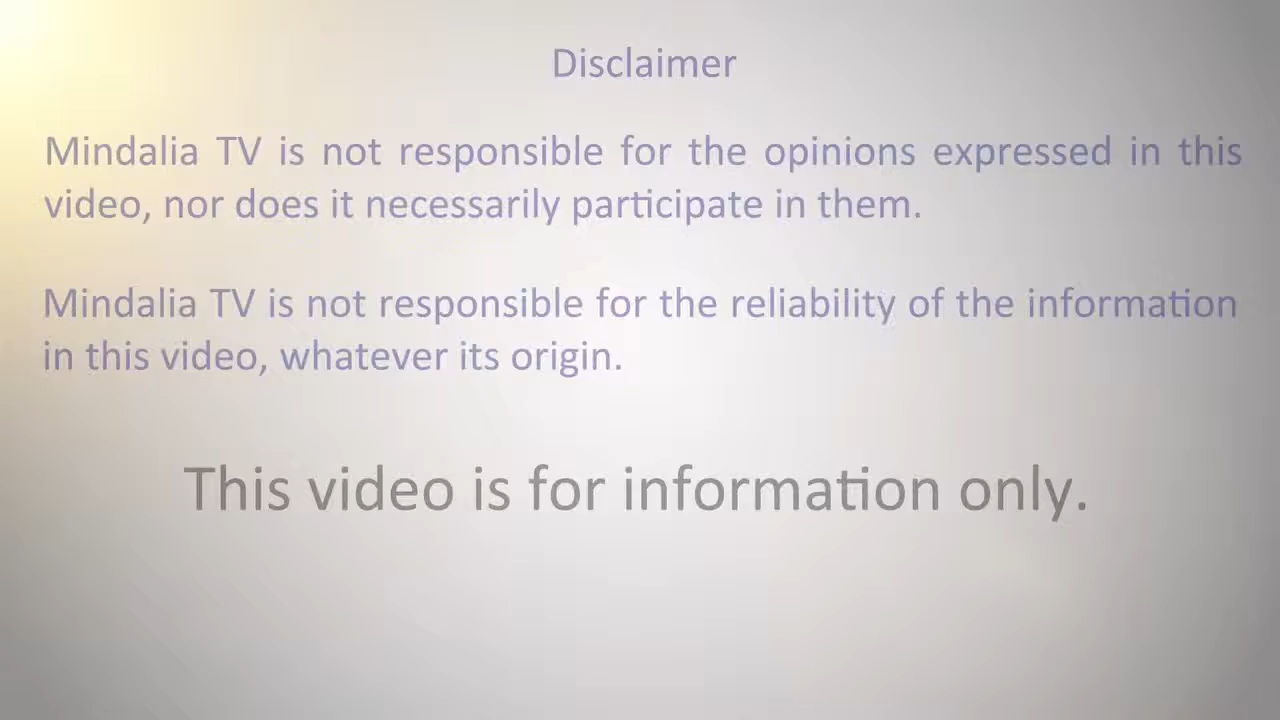 Disclaimer
Mindalia TV is not responsible for the opinions expressed in this
video, nor does it necessarily participate in them.
Mindalia TV is not responsible for the reliability of the information
in this video, whatever its origin.
This video is for information only.